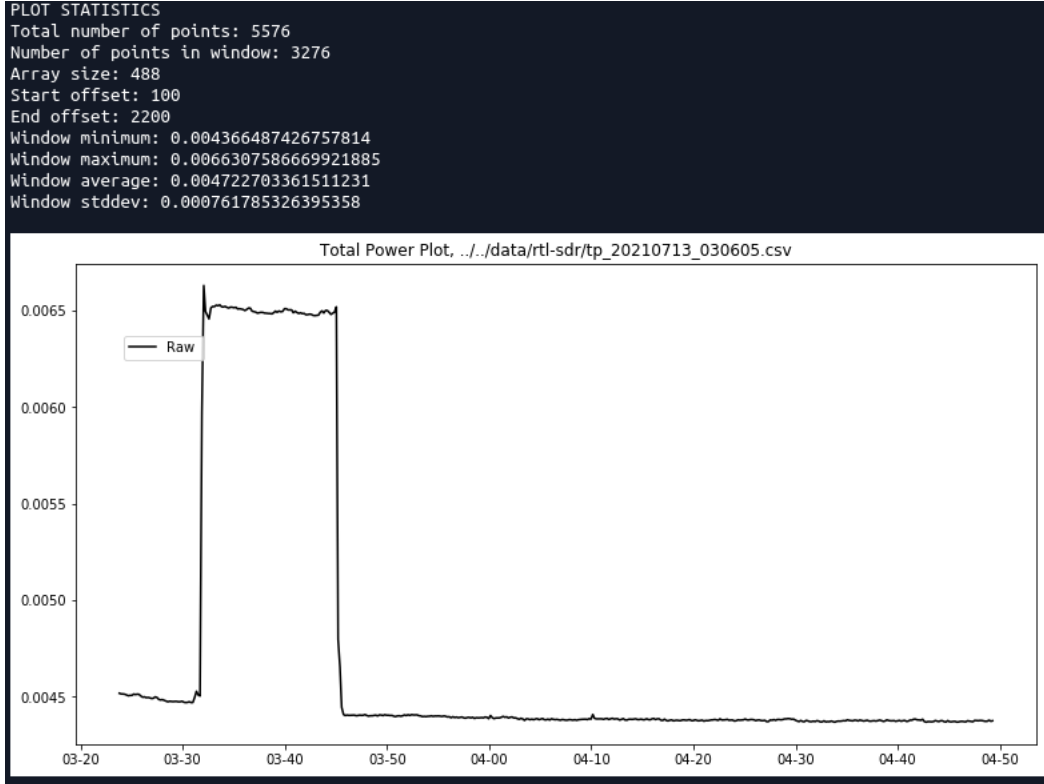 PLOT STATISTICS
Total number of points: 5576
Number of points in window: 3276
Array size: 488
Start offset: 100
End offset: 2200
Window minimum: 0.004366487426757814
Window maximum: 0.0066307586669921885
Window average: 0.004722703361511231
Window stddev: 0.000761785326395358
Total Power Plot, ../../data/rtl-sdr/tp_20210713_030605.csv
0.0065
Raw
0.0060
0.0055
0.0050
0.0045
03-20 03-30 03-40 03-50 04-00 04-10 04-20 04-30 04-40 04-50